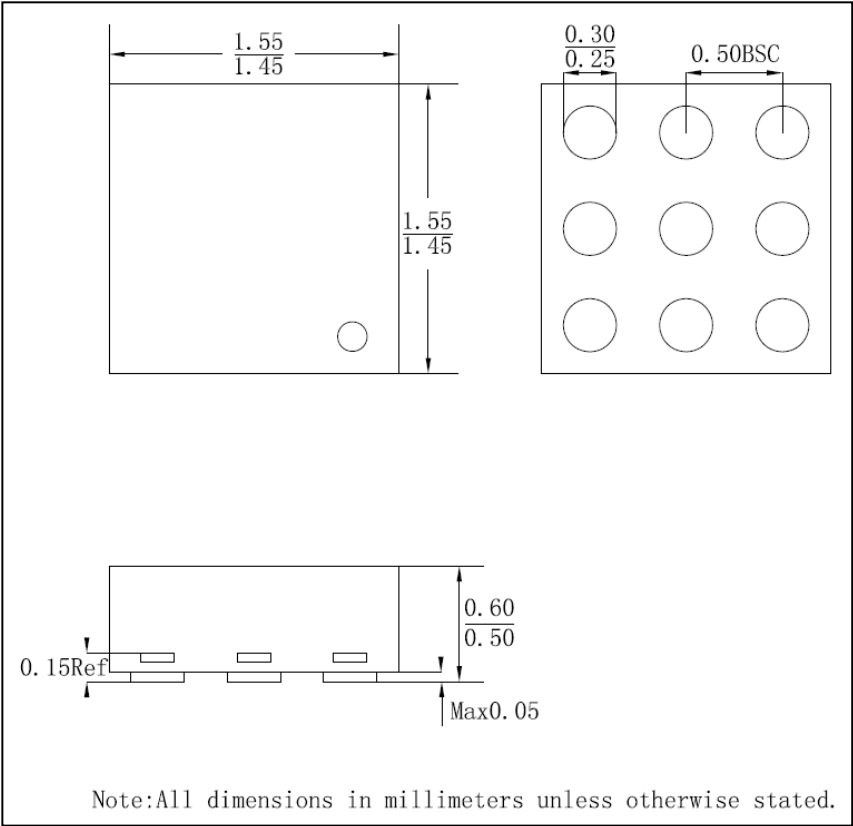 1.55
1.45
0.30
0.25
0.50BSC
1.55
1.45
0.60
0.50
0.15Ref
Max0.05
Note:All dimensions in millimeters unless otherwise stated.